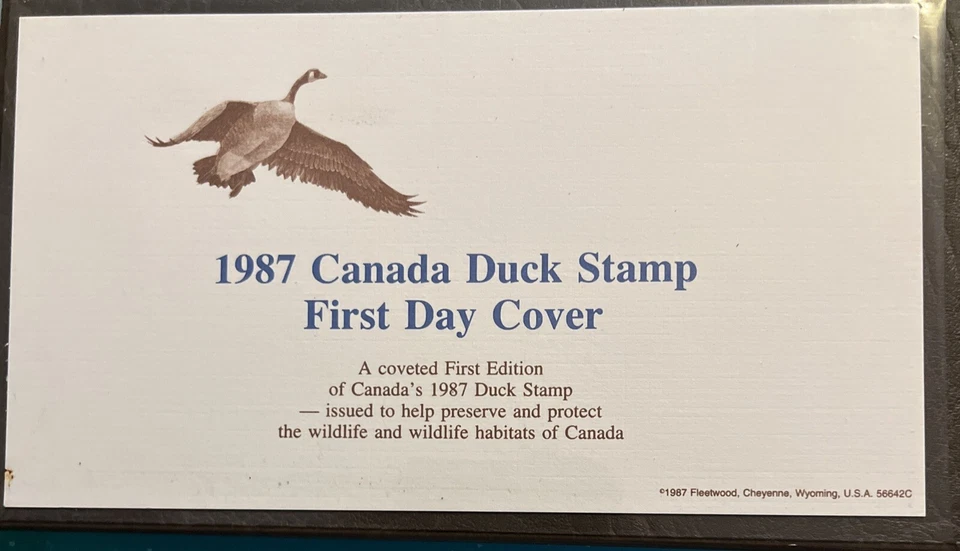 1987 Canada Duck Stamp
First Day Cover
A coveted First Edition
of Canada's 1987 Duck Stamp
— issued to help preserve and protect
the wildlife and wildlife habitats of Canada
©1987 Fleetwood, Cheyenne, Wyoming, U.S.A. 56642C